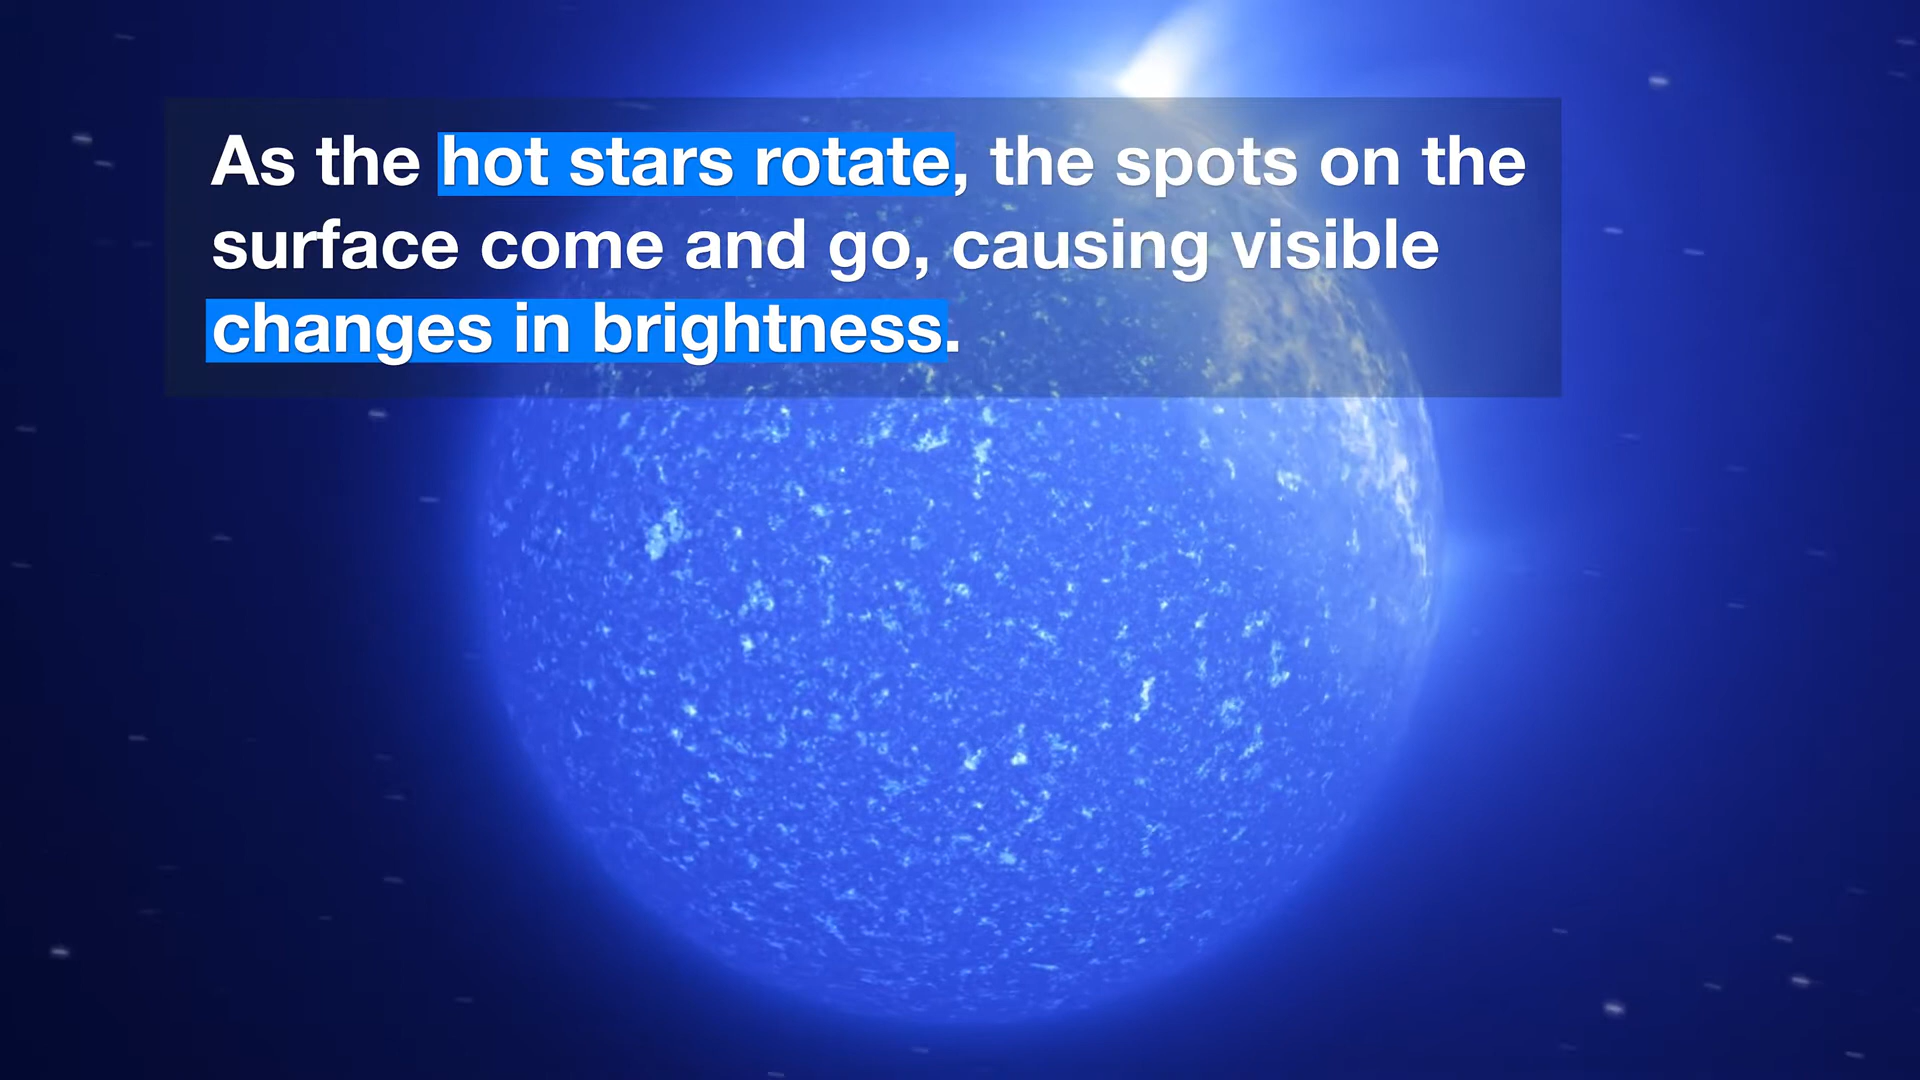 As the hot stars rotate, the spots on the
surface come and go, causing visible
changes in brightness.